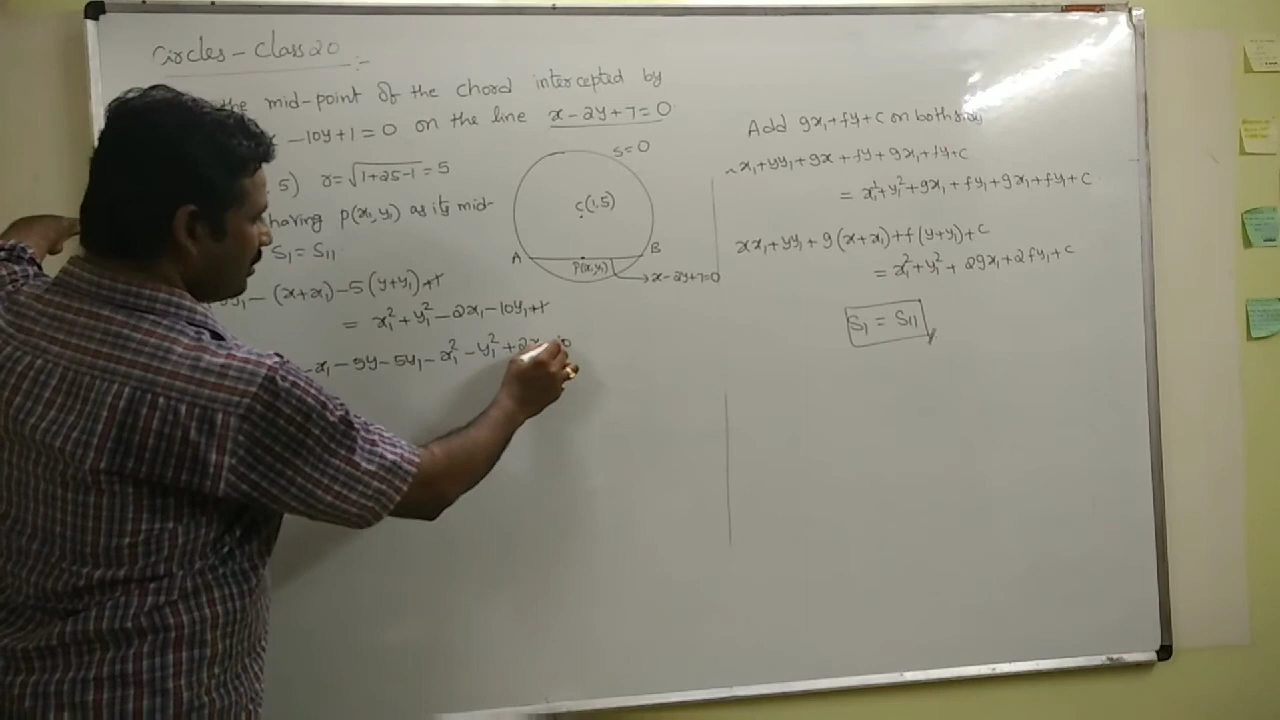 Circles - Class 20 :-
the mid-point of the chord intercepted by
-10y+1=0 on the line x-2y+7=0
5) r=√1+25-1=5
having P(x₁,y₁) as its mid-
S₁=S₁₁
yy₁-(x+x₁)-5(y+y₁)+1
= x₁²+y₁²-2x₁-10y₁+1
-x₁-5y-5y₁-x₁²-y₁²+2x
S=0
C(1,5)
A
B
P(x₁,y₁)
x-2y+7=0
Add gx₁+fy₁+c on both
xx₁+yy₁+gx+fy+gx₁+fy₁+c
= x₁²+y₁²+gx₁+fy₁+gx₁+fy₁+c
xx₁+yy₁+g(x+x₁)+f(y+y₁)+c
= x₁²+y₁²+2gx₁+2fy₁+c
S₁=S₁₁